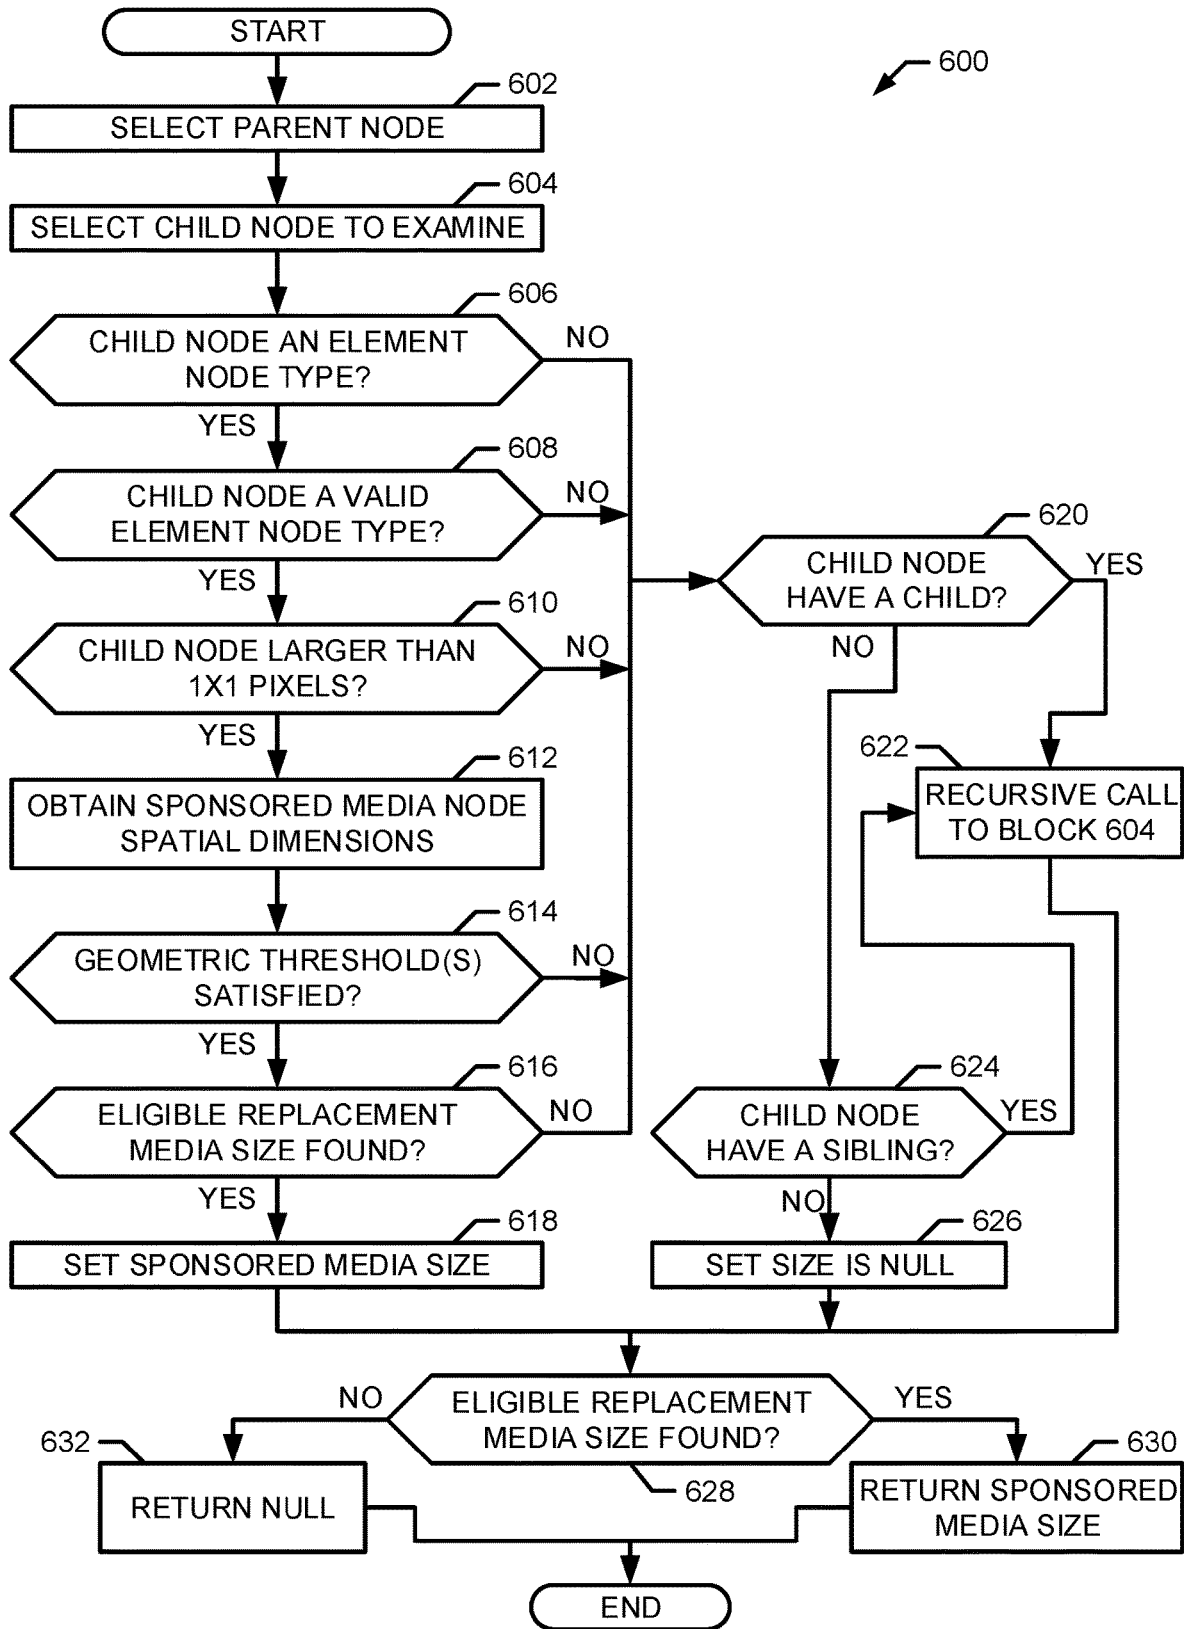 START
600
602
SELECT PARENT NODE
604
SELECT CHILD NODE TO EXAMINE
606
CHILD NODE AN ELEMENT
NODE TYPE?
NO
YES
608
CHILD NODE A VALID
ELEMENT NODE TYPE?
NO
YES
610
CHILD NODE LARGER THAN
1X1 PIXELS?
NO
YES
612
OBTAIN SPONSORED MEDIA NODE
SPATIAL DIMENSIONS
614
GEOMETRIC THRESHOLD(S)
SATISFIED?
NO
YES
616
ELIGIBLE REPLACEMENT
MEDIA SIZE FOUND?
NO
YES
618
SET SPONSORED MEDIA SIZE
620
CHILD NODE
HAVE A CHILD?
YES
NO
622
RECURSIVE CALL
TO BLOCK 604
624
CHILD NODE
HAVE A SIBLING?
YES
NO
626
SET SIZE IS NULL
NO
ELIGIBLE REPLACEMENT
MEDIA SIZE FOUND?
YES
628
632
RETURN NULL
630
RETURN SPONSORED
MEDIA SIZE
END